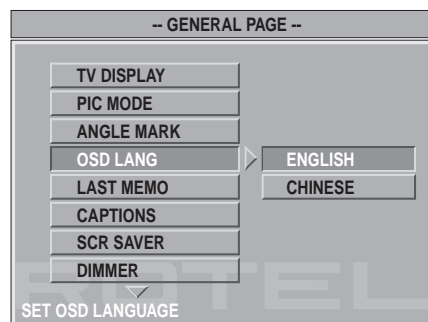 -- GENERAL PAGE --
TV DISPLAY
PIC MODE
ANGLE MARK
OSD LANG
ENGLISH
LAST MEMO
CHINESE
CAPTIONS
SCR SAVER
DIMMER
ROTEL
SET OSD LANGUAGE